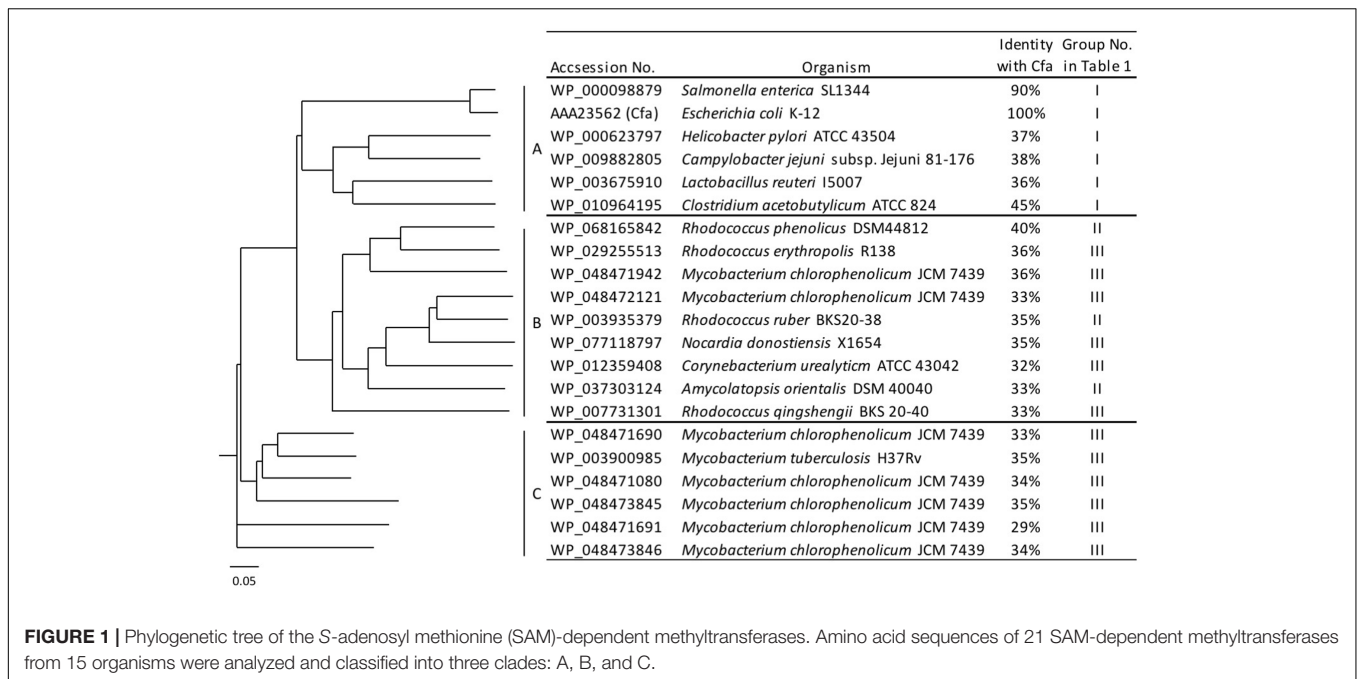 Identity Group No.
Accsession No. Organism with Cfa in Table 1
WP_000098879 Salmonella enterica SL1344 90% I
AAA23562 (Cfa) Escherichia coli K-12 100% I
WP_000623797 Helicobacter pylori ATCC 43504 37% I
A
WP_009882805 Campylobacter jejuni subsp. Jejuni 81-176 38% I
WP_003675910 Lactobacillus reuteri I5007 36% I
WP_010964195 Clostridium acetobutylicum ATCC 824 45% I
WP_068165842 Rhodococcus phenolicus DSM44812 40% II
WP_029255513 Rhodococcus erythropolis R138 36% III
WP_048471942 Mycobacterium chlorophenolicum JCM 7439 36% III
WP_048472121 Mycobacterium chlorophenolicum JCM 7439 33% III
B WP_003935379 Rhodococcus ruber BKS20-38 35% II
WP_077118797 Nocardia donostiensis X1654 35% III
WP_012359408 Corynebacterium urealyticm ATCC 43042 32% III
WP_037303124 Amycolatopsis orientalis DSM 40040 33% II
WP_007731301 Rhodococcus qingshengii BKS 20-40 33% III
WP_048471690 Mycobacterium chlorophenolicum JCM 7439 33% III
WP_003900985 Mycobacterium tuberculosis H37Rv 35% III
WP_048471080 Mycobacterium chlorophenolicum JCM 7439 34% III
C
WP_048473845 Mycobacterium chlorophenolicum JCM 7439 35% III
WP_048471691 Mycobacterium chlorophenolicum JCM 7439 29% III
WP_048473846 Mycobacterium chlorophenolicum JCM 7439 34% III
0.05
FIGURE 1 | Phylogenetic tree of the S-adenosyl methionine (SAM)-dependent methyltransferases. Amino acid sequences of 21 SAM-dependent methyltransferases
from 15 organisms were analyzed and classified into three clades: A, B, and C.